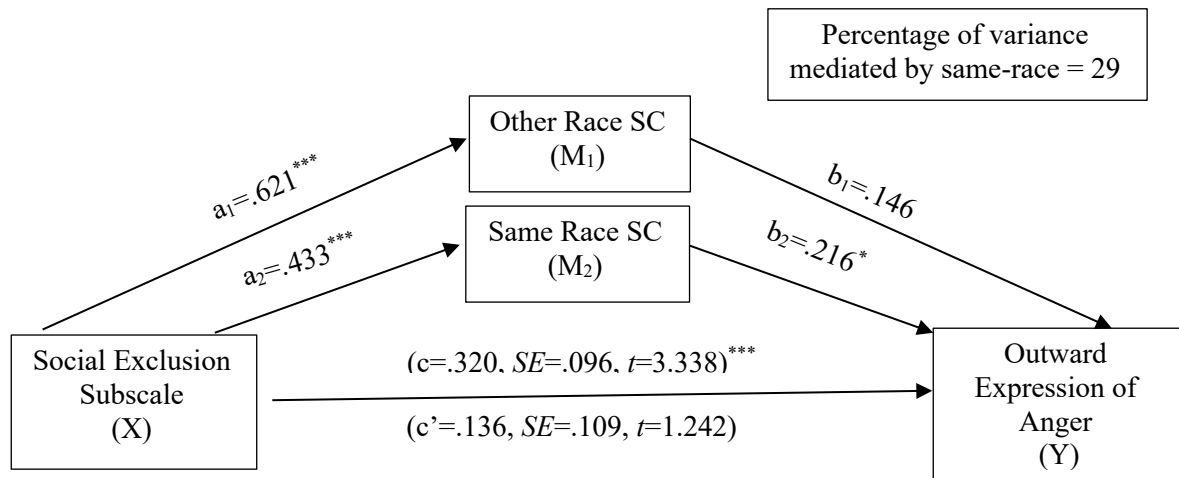 Percentage of variance
mediated by same-race = 29
Other Race SC
(M₁)
a₁=.621***
b₁=.146
Same Race SC
(M₂)
a₂=.433***
b₂=.216*
Social Exclusion
Subscale
(X)
(c=.320, SE=.096, t=3.338)***
(c’=.136, SE=.109, t=1.242)
Outward
Expression of
Anger
(Y)